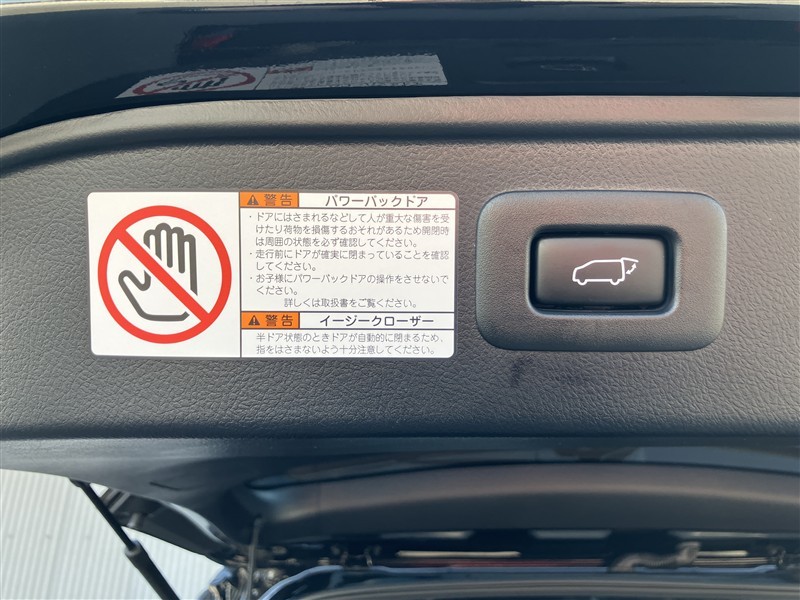 警告 パワーバックドア
・ドアにはさまれるなどして人が重大な傷害を受
けたり荷物を損傷するおそれがあるため開閉時
は周囲の状態を必ず確認してください。
・走行前にドアが確実に閉まっていることを確認
してください。
・お子様にパワーバックドアの操作をさせないで
ください。
詳しくは取扱書をご覧ください。
警告 イージークローザー
半ドア状態のときドアが自動的に閉まるため、
指をはさまないよう十分注意してください。